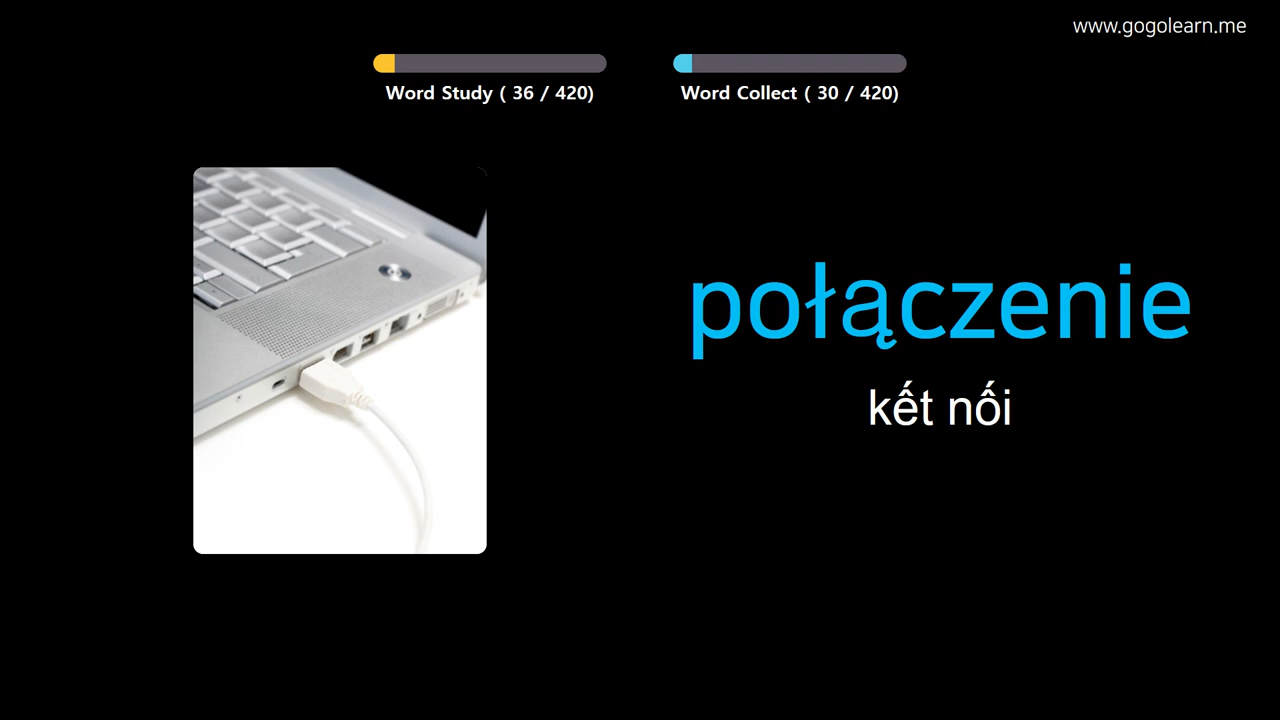 www.gogolearn.me
Word Study ( 36 / 420)
Word Collect ( 30 / 420)
połączenie
kết nối